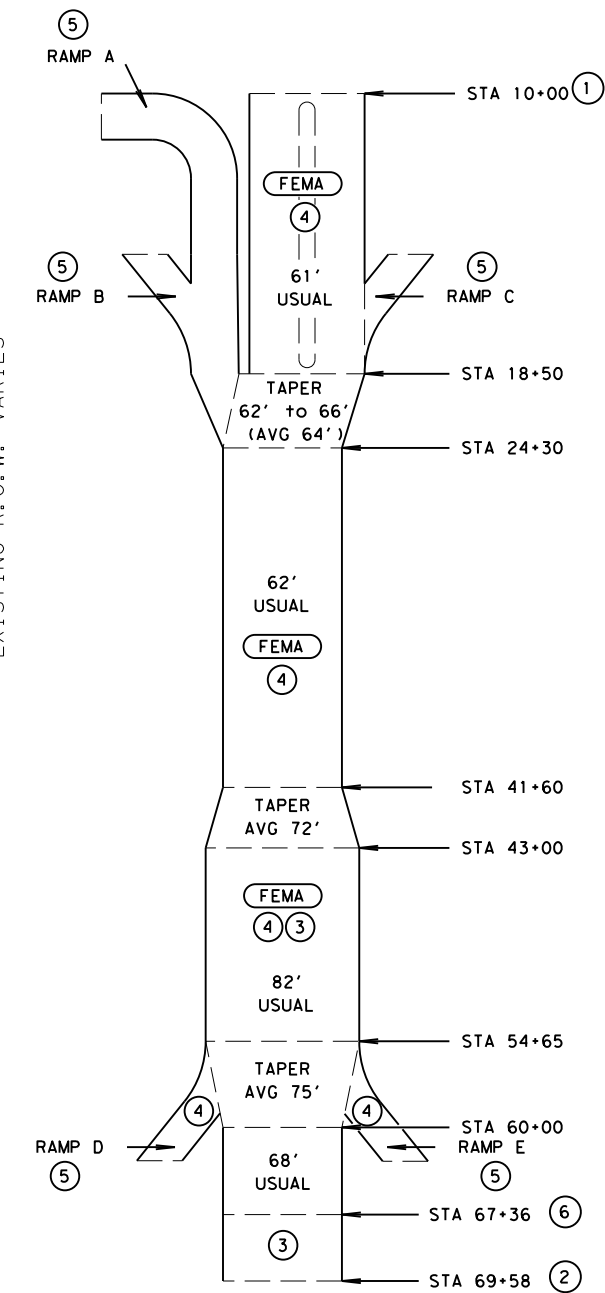 5
RAMP A
STA 10+00 1
FEMA
4
5
RAMP B
61'
USUAL
5
RAMP C
STA 18+50
TAPER
62' to 66'
(AVG 64')
STA 24+30
62'
USUAL
FEMA
4
STA 41+60
TAPER
AVG 72'
STA 43+00
FEMA
4 3
82'
USUAL
STA 54+65
TAPER
AVG 75'
4
4
STA 60+00
RAMP D
5
RAMP E
5
68'
USUAL
STA 67+36 6
3
STA 69+58 2
EXISTING R.O.W. VARIES